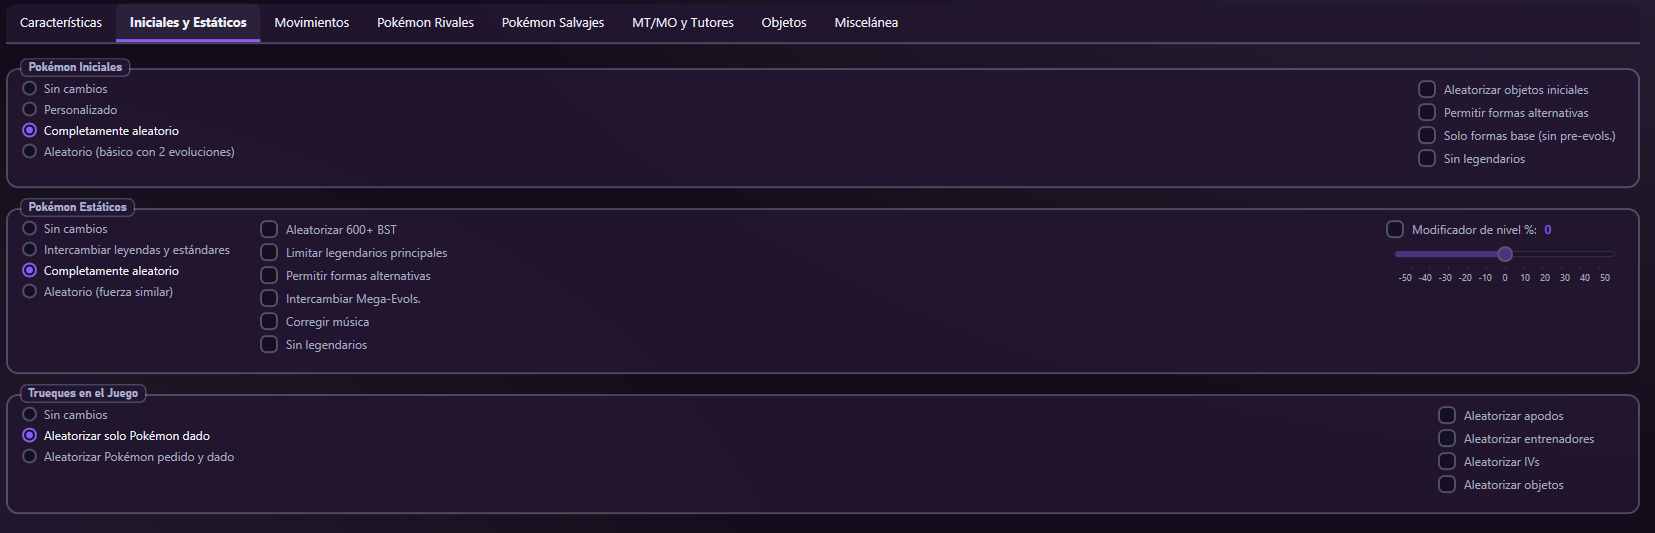 Características Iniciales y Estáticos Movimientos Pokémon Rivales Pokémon Salvajes MT/MO y Tutores Objetos Miscelánea
Pokémon Iniciales
Sin cambios
Personalizado
Completamente aleatorio
Aleatorio (básico con 2 evoluciones)
Aleatorizar objetos iniciales
Permitir formas alternativas
Solo formas base (sin pre-evols.)
Sin legendarios
Pokémon Estáticos
Sin cambios
Intercambiar leyendas y estándares
Completamente aleatorio
Aleatorio (fuerza similar)
Aleatorizar 600+ BST
Limitar legendarios principales
Permitir formas alternativas
Intercambiar Mega-Evols.
Corregir música
Sin legendarios
Modificador de nivel %: 0
-50 -40 -30 -20 -10 0 10 20 30 40 50
Trueques en el Juego
Sin cambios
Aleatorizar solo Pokémon dado
Aleatorizar Pokémon pedido y dado
Aleatorizar apodos
Aleatorizar entrenadores
Aleatorizar IVs
Aleatorizar objetos